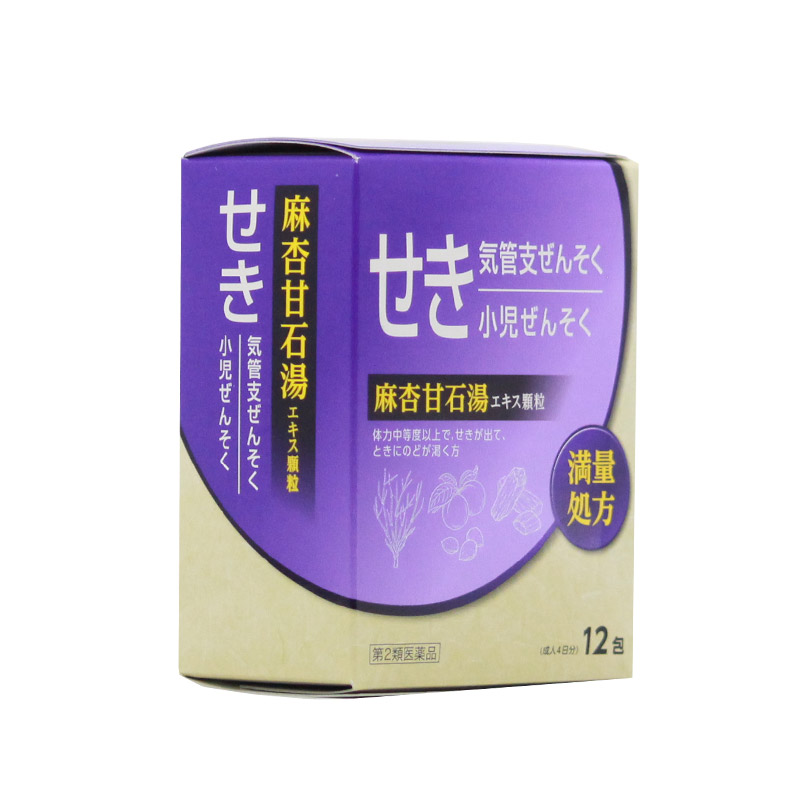 せき
気管支ぜんそく
小児ぜんそく
麻杏甘石湯エキス顆粒
せき
気管支ぜんそく
小児ぜんそく
麻杏甘石湯エキス顆粒
体力中等度以上で、せきが出て、
ときにのどが渇く方
満量
処方
第2類医薬品
(成人4日分) 12包